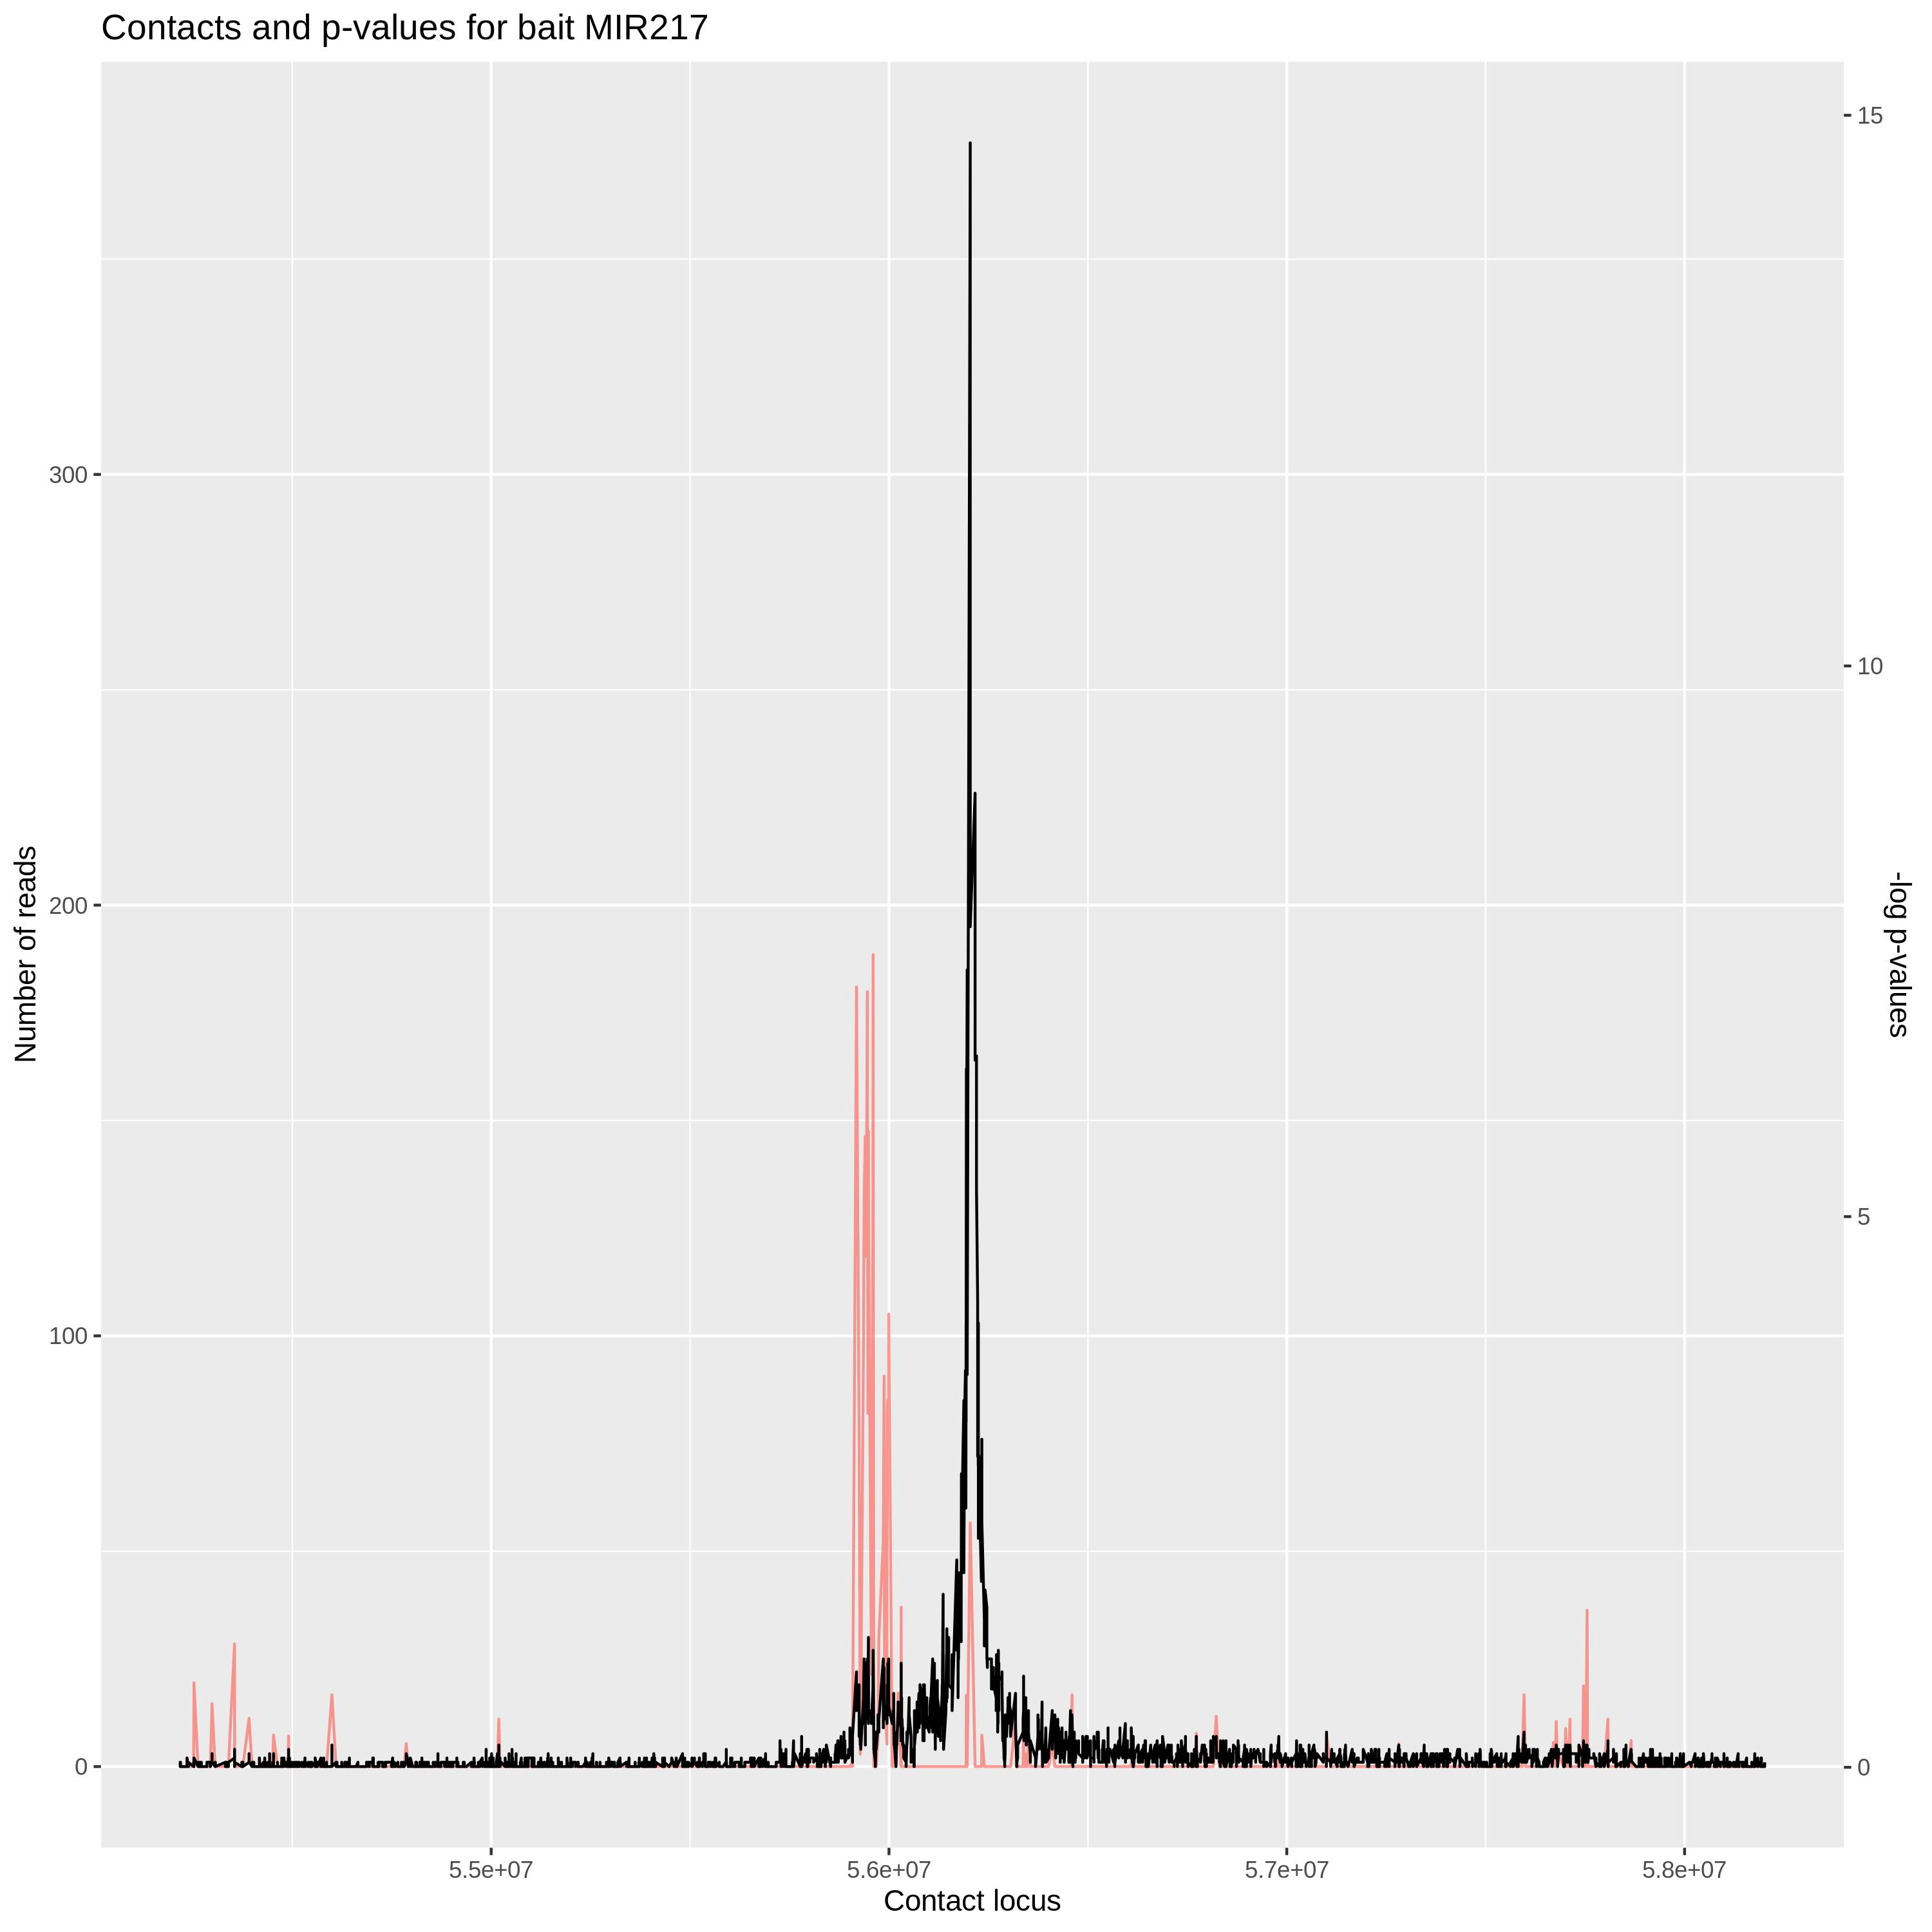 Contacts and p-values for bait MIR217
15
300
10
200
Number of reads
-log p-values
5
100
0
0
5.5e+07
5.6e+07
5.7e+07
5.8e+07
Contact locus